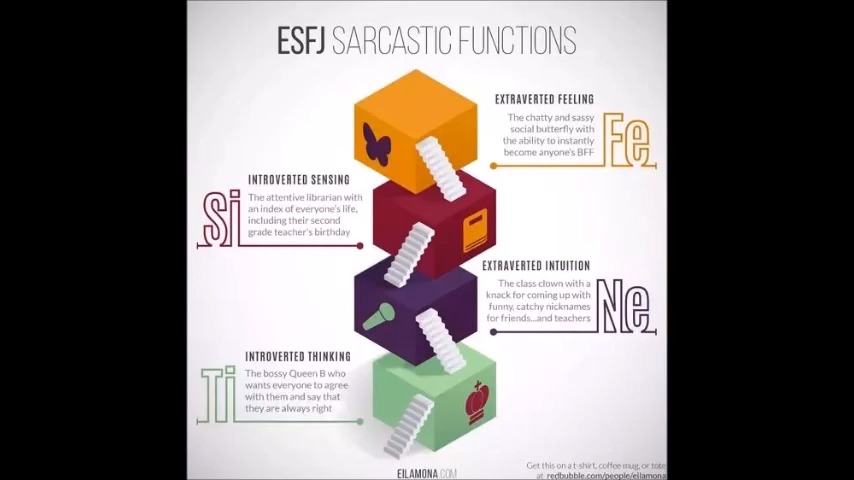 ESFJ SARCASTIC FUNCTIONS
EXTRAVERTED FEELING
The chatty and sassy
social butterfly with
the ability to instantly
become anyone's BFF
Fe
INTROVERTED SENSING
Si
The attentive librarian with
an index of everyone's life,
including their second
grade teacher's birthday
EXTRAVERTED INTUITION
The class clown with a
knack for coming up with
funny, catchy nicknames
for friends...and teachers
Ne
INTROVERTED THINKING
Ti
The bossy Queen B who
wants everyone to agree
with them and say that
they are always right
EILAMONA.COM
Get this on a t-shirt, coffee mug, or tote
at redbubble.com/people/eilamona